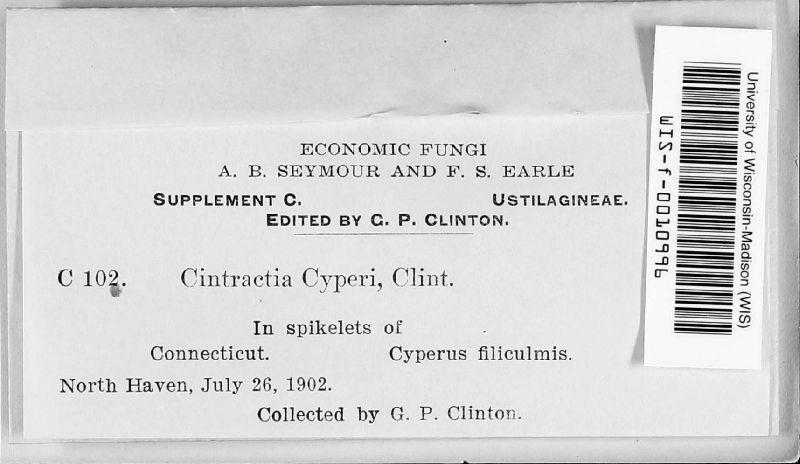 ECONOMIC FUNGI
A. B. SEYMOUR AND F. S. EARLE
SUPPLEMENT C. USTILAGINEAE.
EDITED BY G. P. CLINTON.
C 102. Cintractia Cyperi, Clint.
In spikelets of
Connecticut. Cyperus filiculmis.
North Haven, July 26, 1902.
Collected by G. P. Clinton.
University of Wisconsin-Madison (WIS)
WIS-f-0010996